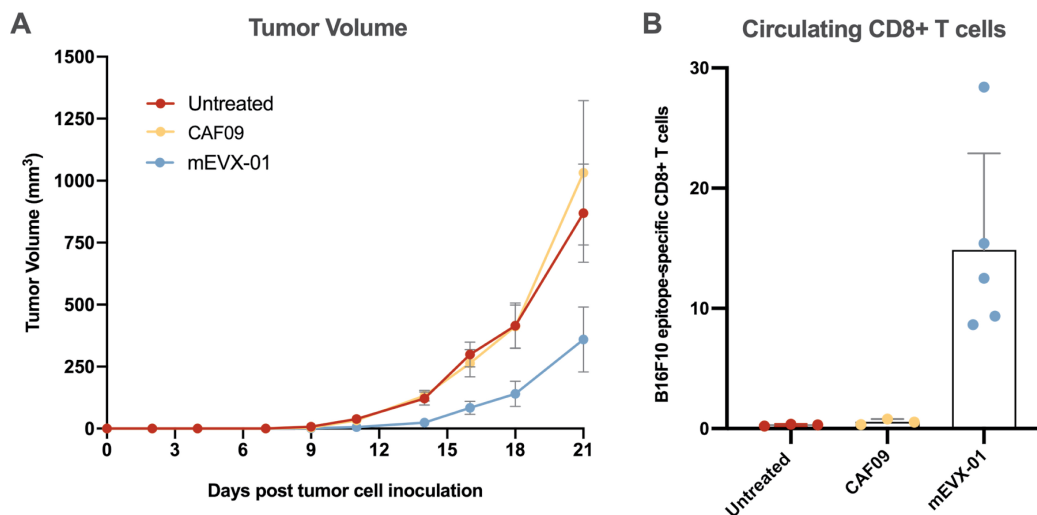 A
Tumor Volume
1500
1250
1000
750
500
250
0
Tumor Volume (mm³)
Untreated
CAF09
mEVX-01
0 3 6 9 12 15 18 21
Days post tumor cell inoculation
B
Circulating CD8+ T cells
30
20
10
0
B16F10 epitope-specific CD8+ T cells
Untreated
CAF09
mEVX-01